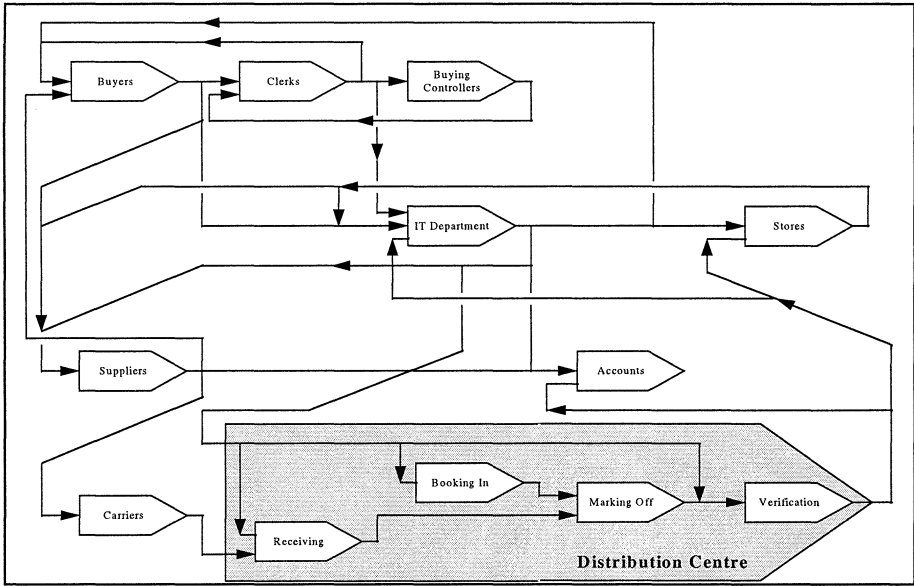 Buyers
Clerks
Buying
Controllers
IT Department
Stores
Suppliers
Accounts
Booking In
Marking Off
Verification
Carriers
Receiving
Distribution Centre